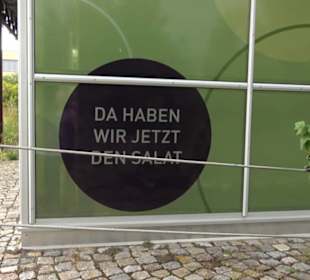 DA HABEN
WIR JETZT
DEN SALAT